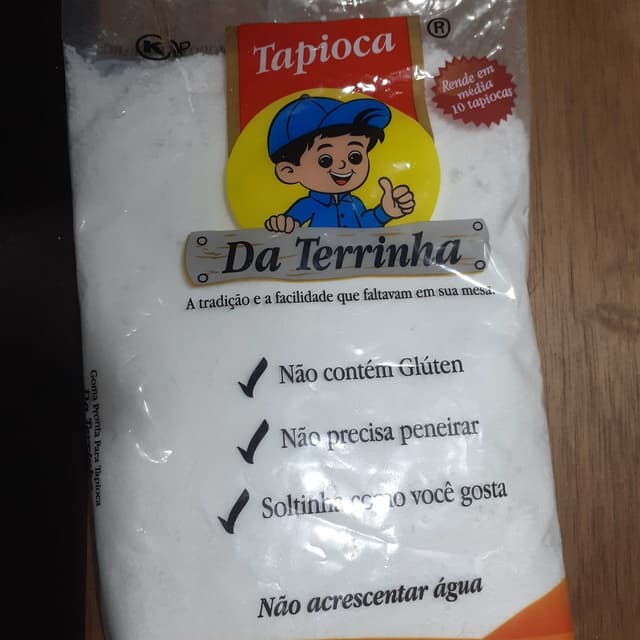 K P
Tapioca
®
Rende em
média
10 tapiocas
Da Terrinha
A tradição e a facilidade que faltavam em sua mesa.
Não contém Glúten
Não precisa peneirar
Soltinha como você gosta
Não acrescentar água
Goma Pronta Para Tapioca